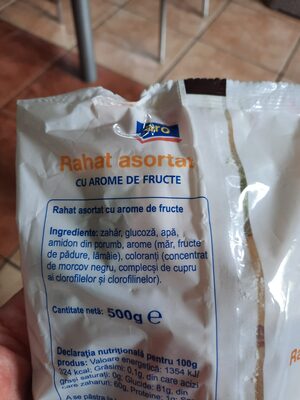 aro
Rahat asortat
CU AROME DE FRUCTE
Rahat asortat cu arome de fructe
Ingrediente: zahăr, glucoză, apă,
amidon din porumb, arome (măr, fructe
de pădure, lămâie), coloranți (concentrat
de morcov negru, complecși de cupru
ai clorofilelor și clorofilinelor).
Cantitate netă: 500g e
Declarația nutrițională pentru 100g
produs: Valoare energetică: 1354 kJ/
324 kcal, Grăsimi: 0,1g, din care acizi
grași saturați: 0g; Glucide: 81g, din
care zaharuri: 60g, Proteine:
A se păstra